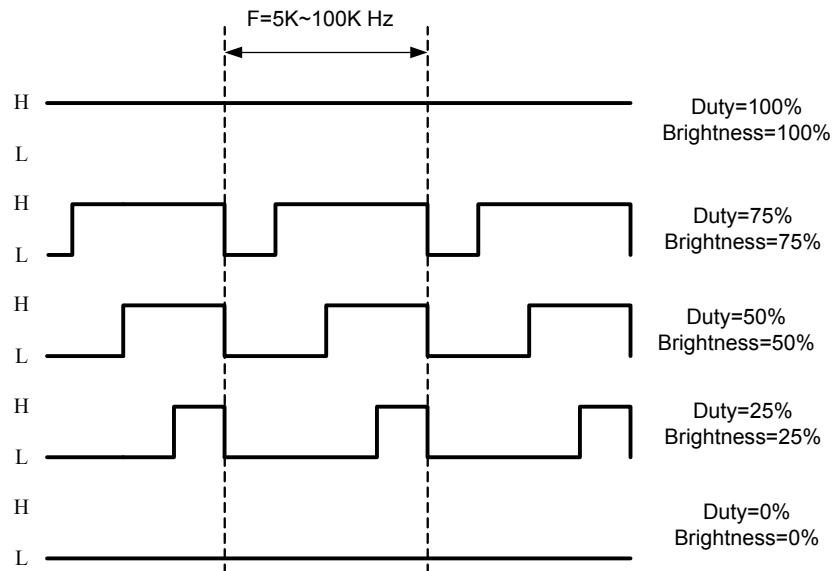 F=5K~100K Hz
H
L
Duty=100%
Brightness=100%
H
L
Duty=75%
Brightness=75%
H
L
Duty=50%
Brightness=50%
H
L
Duty=25%
Brightness=25%
H
L
Duty=0%
Brightness=0%